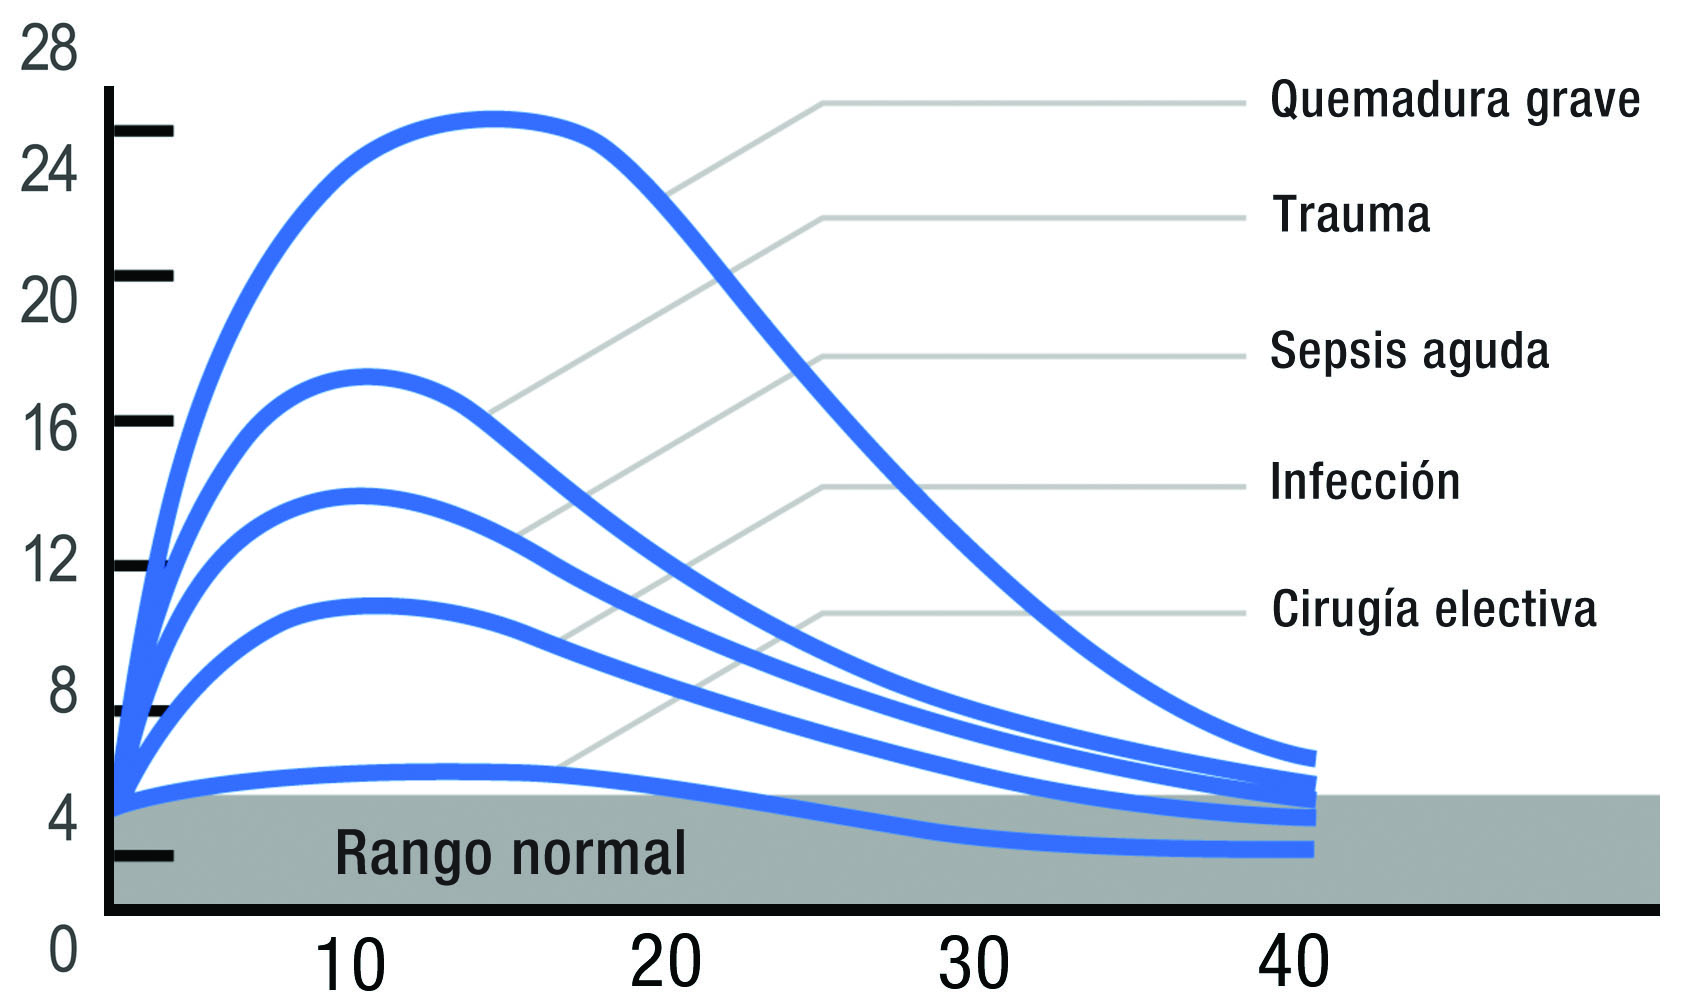 28
Quemadura grave
24
Trauma
20
Sepsis aguda
16
Infección
12
Cirugía electiva
8
4
Rango normal
0
10 20 30 40